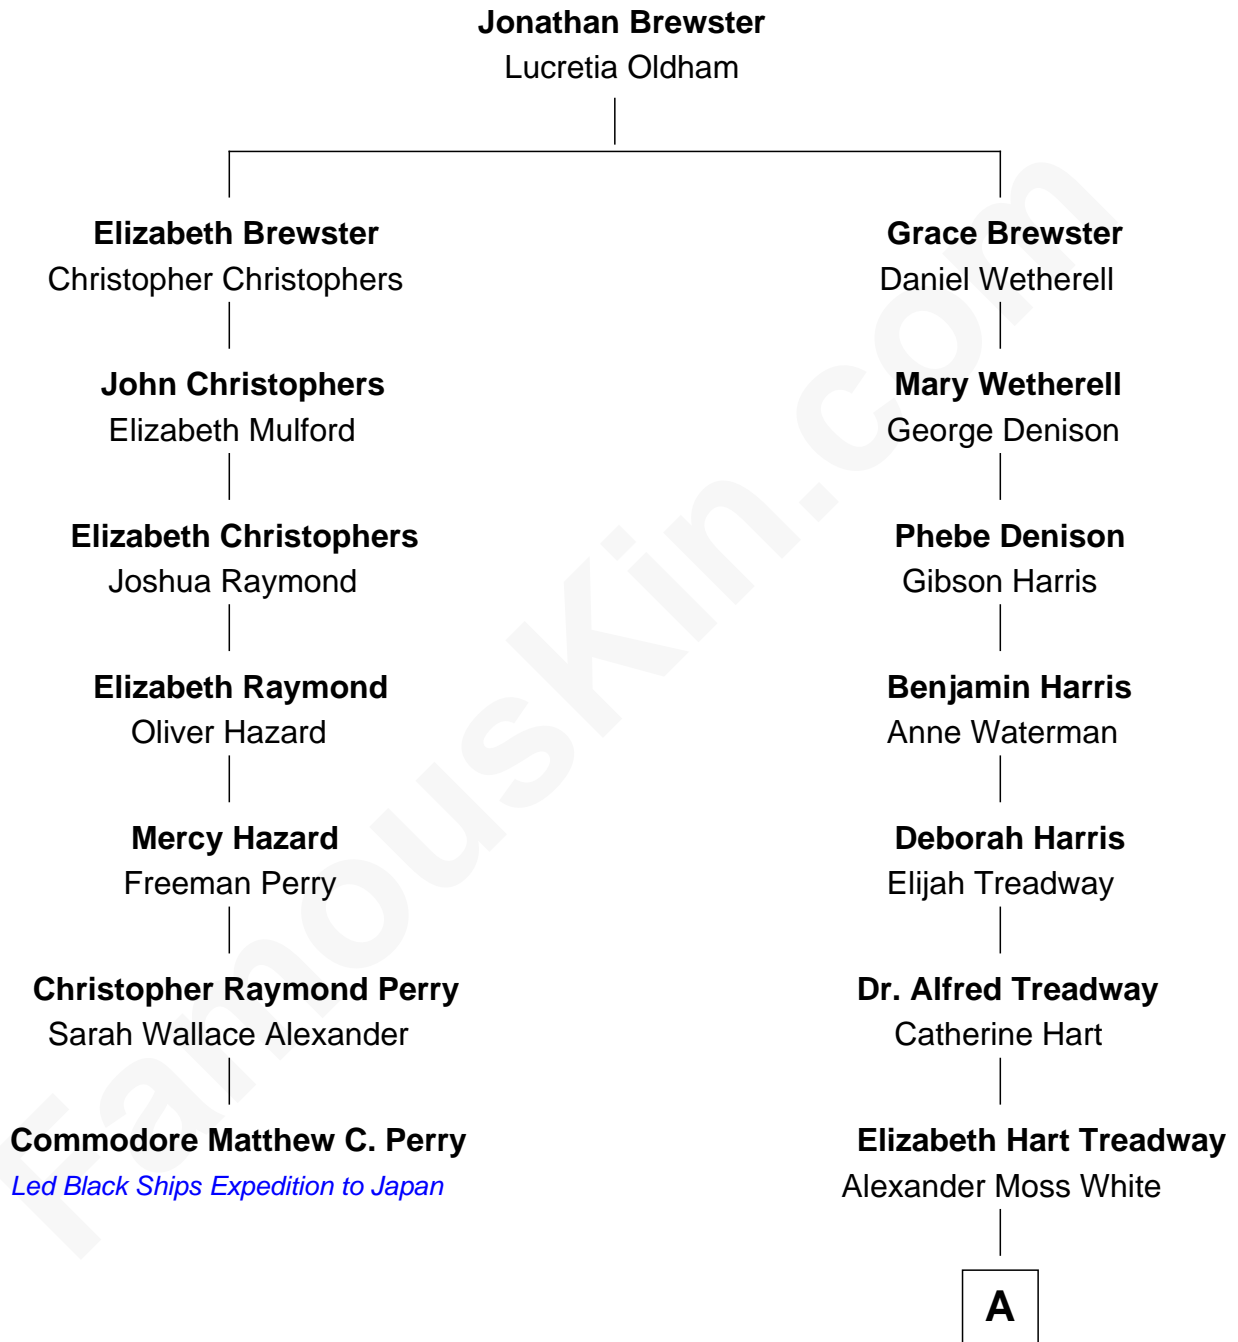 Jonathan Brewster
Lucretia Oldham
Elizabeth Brewster
Christopher Christophers
Grace Brewster
Daniel Wetherell
John Christophers
Elizabeth Mulford
Mary Wetherell
George Denison
Elizabeth Christophers
Joshua Raymond
Phebe Denison
Gibson Harris
Elizabeth Raymond
Oliver Hazard
Benjamin Harris
Anne Waterman
Mercy Hazard
Freeman Perry
Deborah Harris
Elijah Treadway
Christopher Raymond Perry
Sarah Wallace Alexander
Dr. Alfred Treadway
Catherine Hart
Commodore Matthew C. Perry
Led Black Ships Expedition to Japan
Elizabeth Hart Treadway
Alexander Moss White
A
FamousKin.com